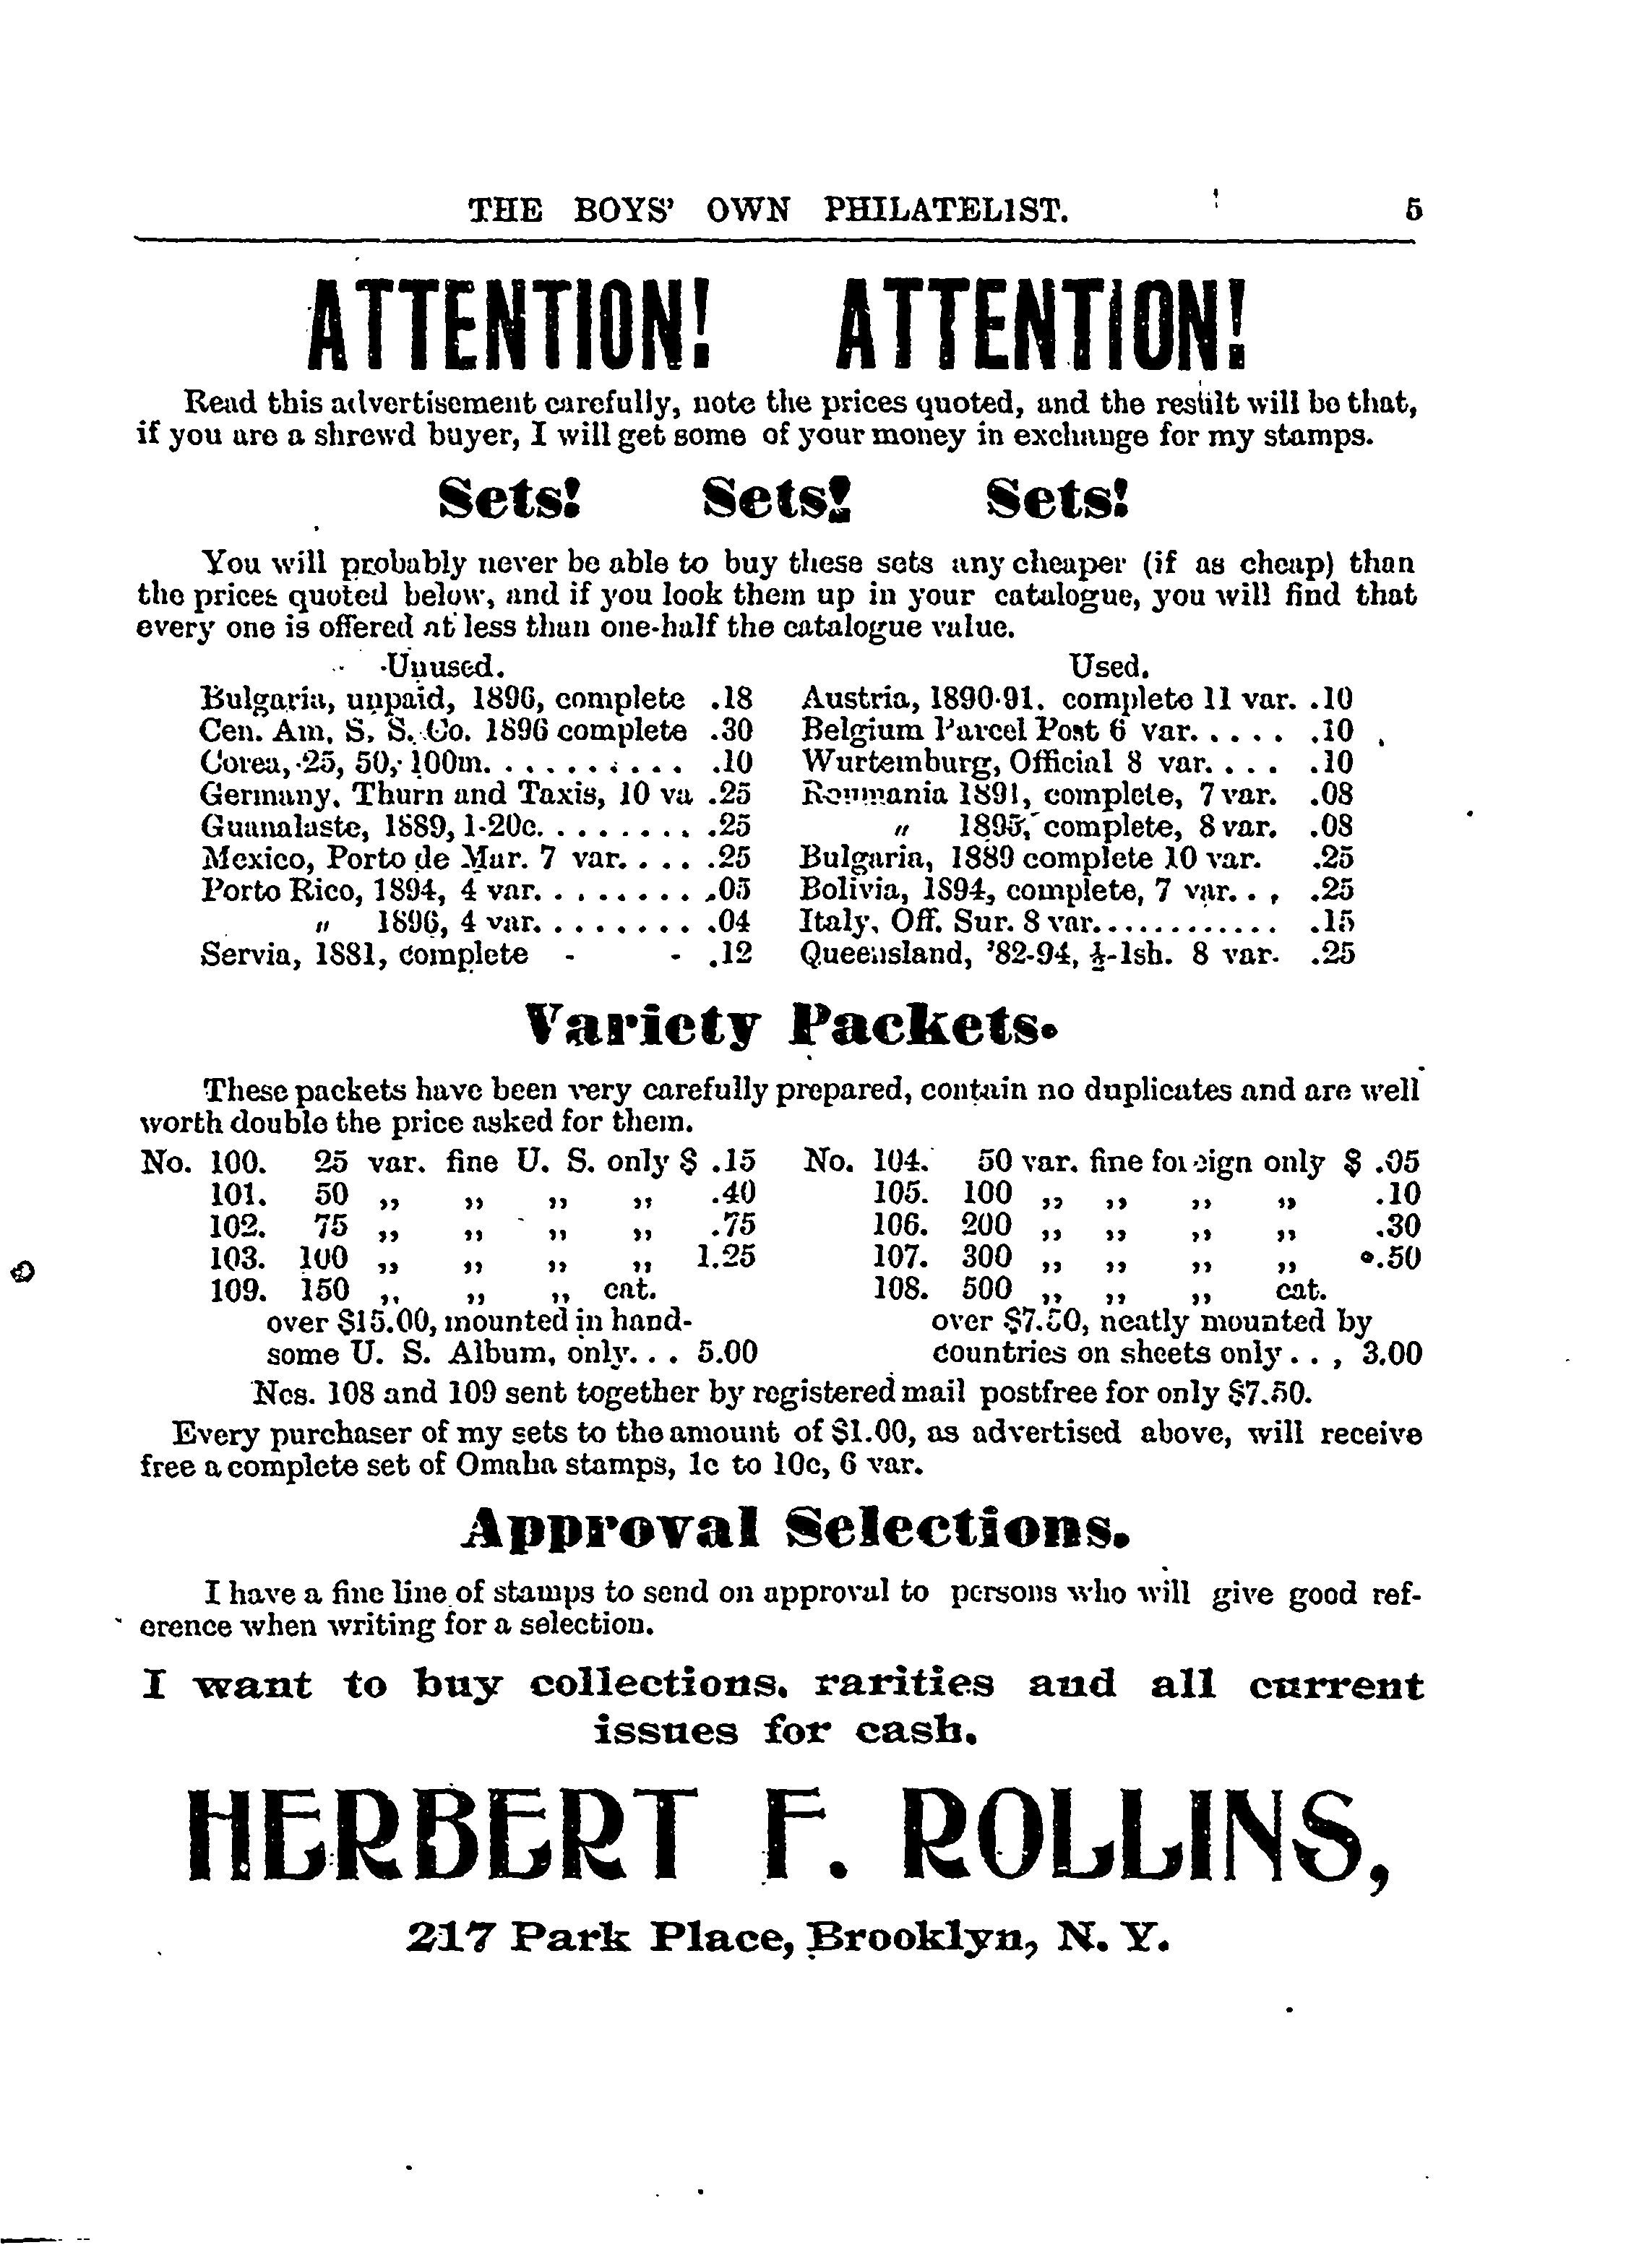 THE BOYS' OWN PHILATEL1ST. 5
ATTENTION! ATTENTION!
Read this advertisement carefully, note the prices quoted, and the result will be that,
if you are a shrewd buyer, I will get some of your money in exchange for my stamps.
Sets! Sets! Sets!
You will probably never be able to buy these sets any cheaper (if as cheap) than
the prices quoted below, and if you look them up in your catalogue, you will find that
every one is offered at less than one-half the catalogue value.
Unused.
Bulgaria, unpaid, 1896, complete .18
Cen. Am. S. S. Co. 1896 complete .30
Corea, 25, 50, 100m. . . . . . . . . . .10
Germany. Thurn and Taxis, 10 va .25
Guanalaste, 1889, 1-20c. . . . . . . . .25
Mexico, Porto de Mar. 7 var. . . . .25
Porto Rico, 1894, 4 var. . . . . . . . .05
" 1896, 4 var. . . . . . . . .04
Servia, 1881, complete - - .12
Used.
Austria, 1890-91. complete 11 var. .10
Belgium Parcel Post 6 var. . . . . .10
Wurtemburg, Official 8 var. . . . .10
Roumania 1891, complete, 7 var. .08
" 1895, complete, 8 var. .08
Bulgaria, 1889 complete 10 var. .25
Bolivia, 1894, complete, 7 var. . , .25
Italy, Off. Sur. 8 var............. .15
Queensland, '82-94, ½-1sh. 8 var. .25
Variety Packets.
These packets have been very carefully prepared, contain no duplicates and are well
worth double the price asked for them.
No. 100. 25 var. fine U. S. only $ .15
101. 50 ,, ,, ,, ,, .40
102. 75 ,, ,, ,, ,, .75
103. 100 ,, ,, ,, ,, 1.25
109. 150 ,, ,, ,, cat.
over $15.00, mounted in hand-
some U. S. Album, only. . . 5.00
No. 104. 50 var. fine foreign only $ .05
105. 100 ,, ,, ,, ,, .10
106. 200 ,, ,, ,, ,, .30
107. 300 ,, ,, ,, ,, .50
108. 500 ,, ,, ,, cat.
over $7.50, neatly mounted by
countries on sheets only . . , 3.00
Nos. 108 and 109 sent together by registered mail postfree for only $7.50.
Every purchaser of my sets to the amount of $1.00, as advertised above, will receive
free a complete set of Omaha stamps, 1c to 10c, 6 var.
Approval Selections.
I have a fine line of stamps to send on approval to persons who will give good ref-
erence when writing for a selection.
I want to buy collections. rarities and all current
issues for cash.
HERBERT F. ROLLINS,
217 Park Place, Brooklyn, N. Y.